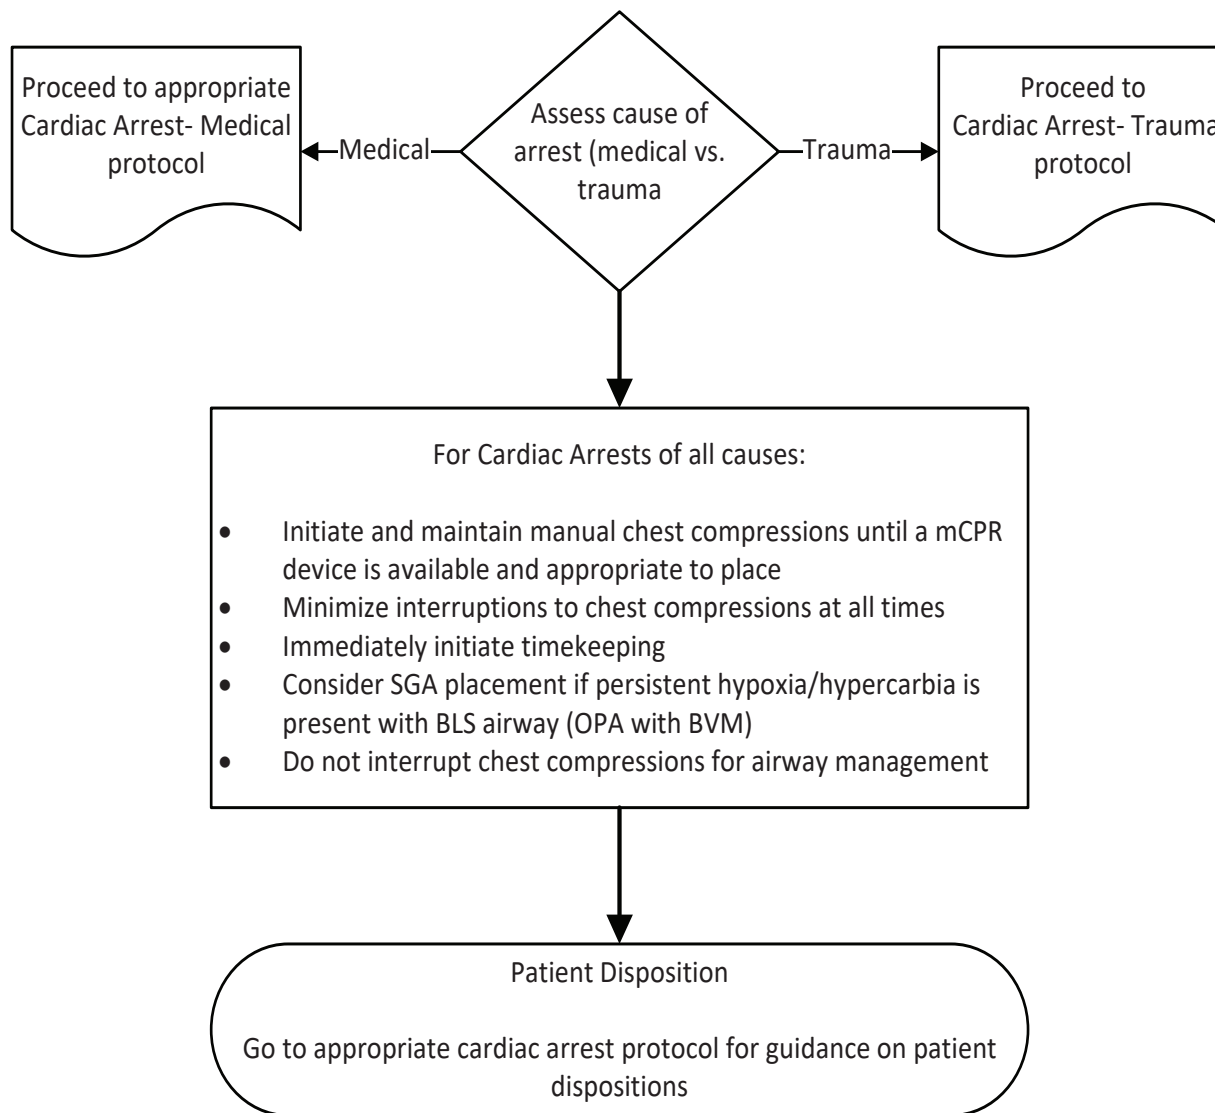 Proceed to appropriate
Cardiac Arrest- Medical
protocol
Medical
Assess cause of
arrest (medical vs.
trauma
Trauma
Proceed to
Cardiac Arrest- Trauma
protocol
For Cardiac Arrests of all causes:
• Initiate and maintain manual chest compressions until a mCPR
device is available and appropriate to place
• Minimize interruptions to chest compressions at all times
• Immediately initiate timekeeping
• Consider SGA placement if persistent hypoxia/hypercarbia is
present with BLS airway (OPA with BVM)
• Do not interrupt chest compressions for airway management
Patient Disposition
Go to appropriate cardiac arrest protocol for guidance on patient
dispositions